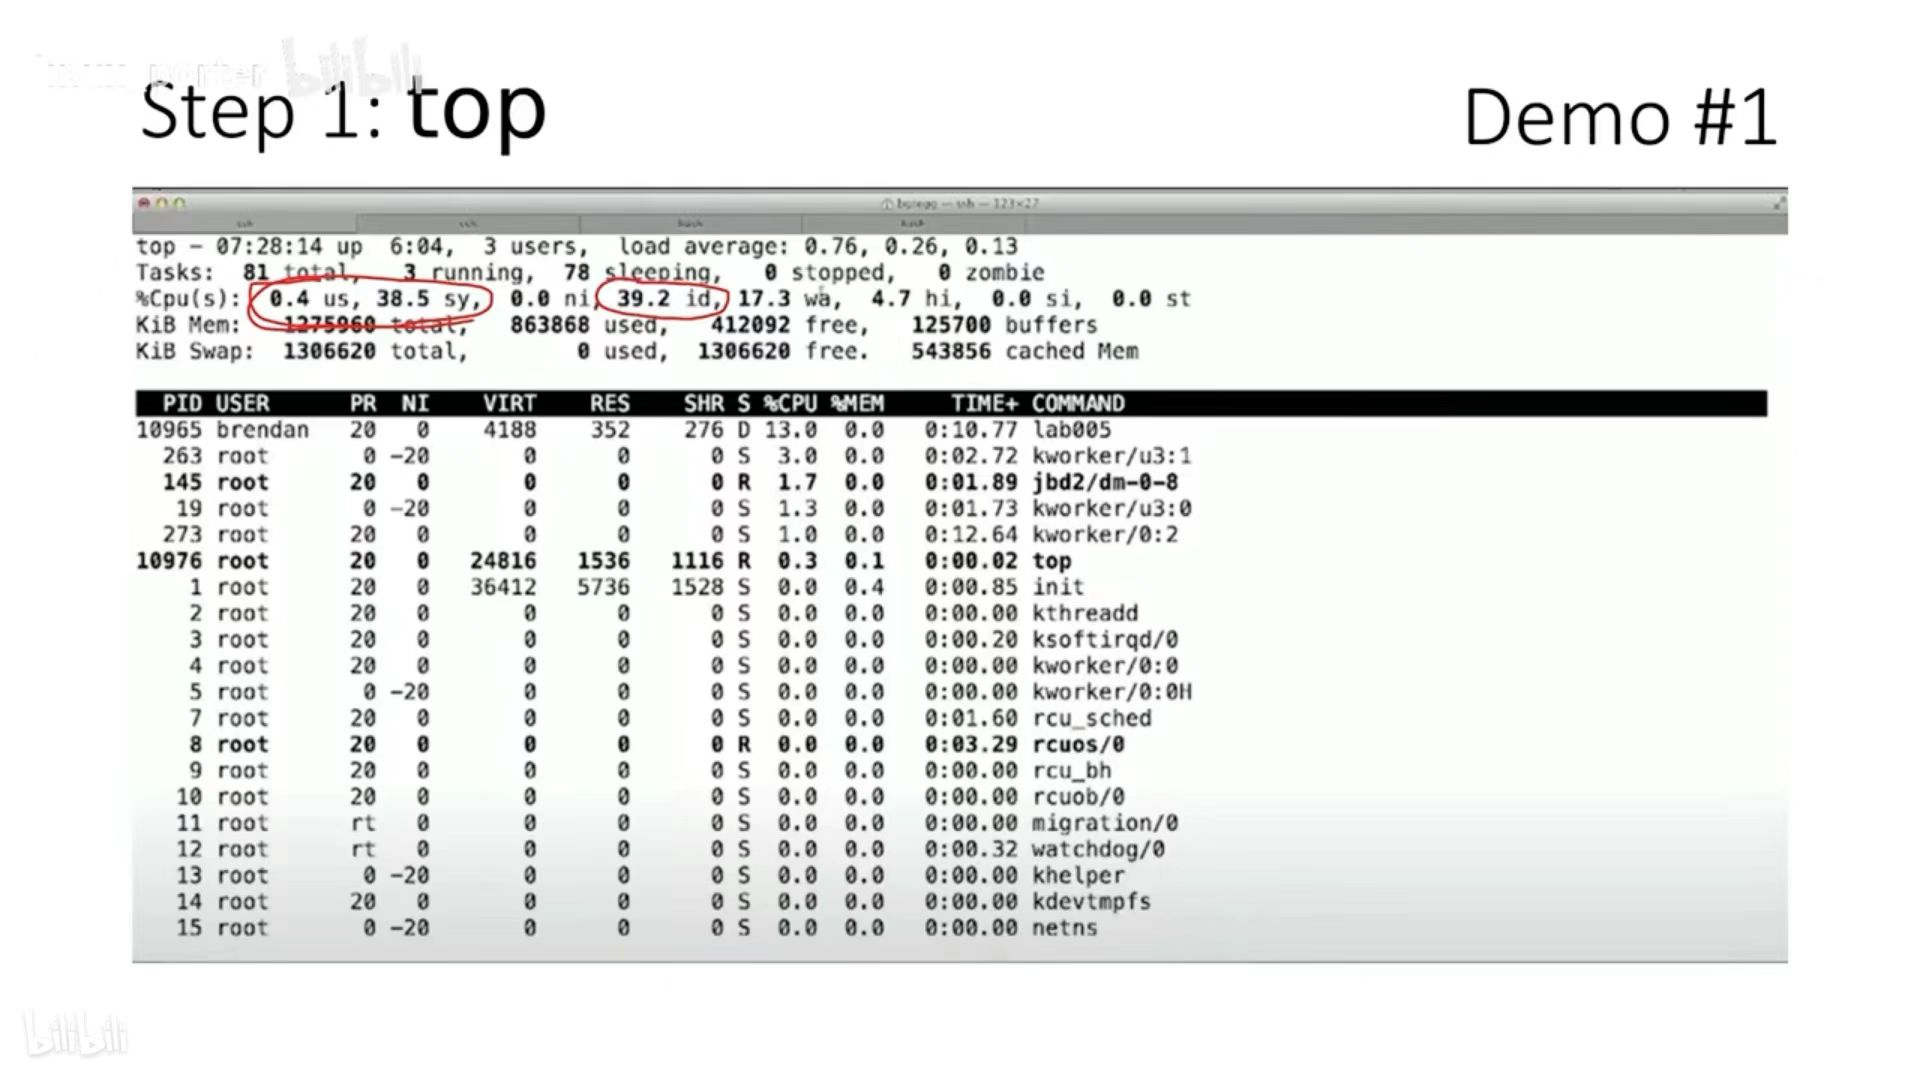 bilibili
Step 1: top
Demo #1
bgregg — ssh — 123×27
ssh ssh bash bash
top - 07:28:14 up  6:04,  3 users,  load average: 0.76, 0.26, 0.13
Tasks:  81 total,   3 running,  78 sleeping,   0 stopped,   0 zombie
%Cpu(s):  0.4 us, 38.5 sy,  0.0 ni, 39.2 id, 17.3 wa,  4.7 hi,  0.0 si,  0.0 st
KiB Mem:   1275960 total,   863868 used,   412092 free,   125700 buffers
KiB Swap:  1306620 total,        0 used,  1306620 free.   543856 cached Mem
PID USER      PR  NI    VIRT    RES    SHR S %CPU %MEM     TIME+ COMMAND
10965 brendan   20   0    4188    352    276 D 13.0  0.0   0:10.77 lab005
263 root       0 -20       0      0      0 S  3.0  0.0   0:02.72 kworker/u3:1
145 root      20   0       0      0      0 R  1.7  0.0   0:01.89 jbd2/dm-0-8
19 root       0 -20       0      0      0 S  1.3  0.0   0:01.73 kworker/u3:0
273 root      20   0       0      0      0 S  1.0  0.0   0:12.64 kworker/0:2
10976 root      20   0   24816   1536   1116 R  0.3  0.1   0:00.02 top
1 root      20   0   36412   5736   1528 S  0.0  0.4   0:00.85 init
2 root      20   0       0      0      0 S  0.0  0.0   0:00.00 kthreadd
3 root      20   0       0      0      0 S  0.0  0.0   0:00.20 ksoftirqd/0
4 root      20   0       0      0      0 S  0.0  0.0   0:00.00 kworker/0:0
5 root       0 -20       0      0      0 S  0.0  0.0   0:00.00 kworker/0:0H
7 root      20   0       0      0      0 S  0.0  0.0   0:01.60 rcu_sched
8 root      20   0       0      0      0 R  0.0  0.0   0:03.29 rcuos/0
9 root      20   0       0      0      0 S  0.0  0.0   0:00.00 rcu_bh
10 root      20   0       0      0      0 S  0.0  0.0   0:00.00 rcuob/0
11 root      rt   0       0      0      0 S  0.0  0.0   0:00.00 migration/0
12 root      rt   0       0      0      0 S  0.0  0.0   0:00.32 watchdog/0
13 root       0 -20       0      0      0 S  0.0  0.0   0:00.00 khelper
14 root      20   0       0      0      0 S  0.0  0.0   0:00.00 kdevtmpfs
15 root       0 -20       0      0      0 S  0.0  0.0   0:00.00 netns
bilibili